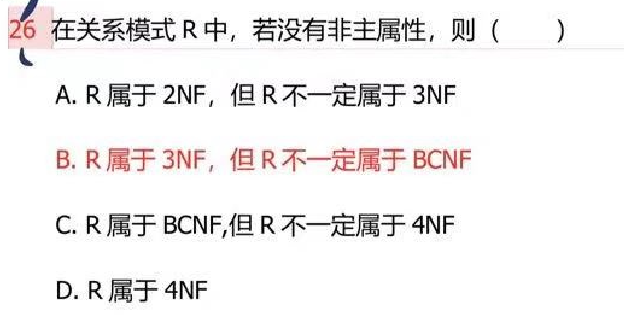 26 在关系模式 R 中，若没有非主属性，则（　　）
A. R 属于 2NF，但 R 不一定属于 3NF
B. R 属于 3NF，但 R 不一定属于 BCNF
C. R 属于 BCNF,但 R 不一定属于 4NF
D. R 属于 4NF